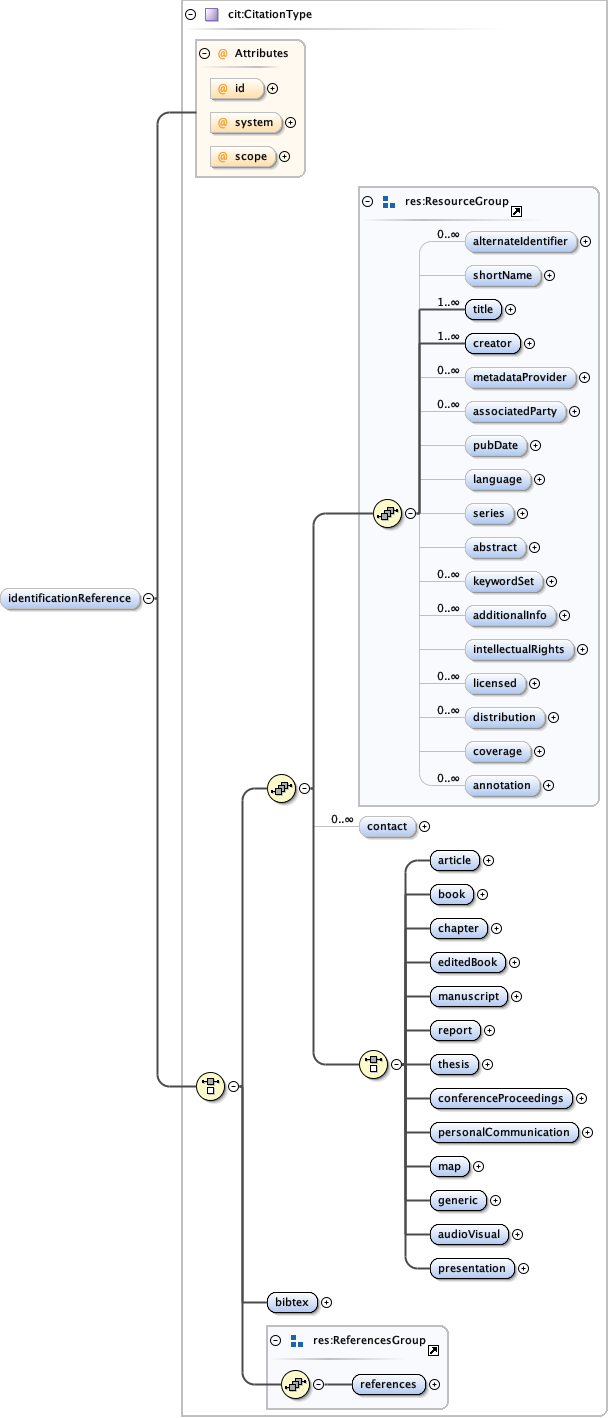 cit:CitationType
@ Attributes
@ id
@ system
@ scope
res:ResourceGroup
0..∞ alternateIdentifier
shortName
1..∞ title
1..∞ creator
0..∞ metadataProvider
0..∞ associatedParty
pubDate
language
series
abstract
0..∞ keywordSet
0..∞ additionalInfo
intellectualRights
0..∞ licensed
0..∞ distribution
coverage
0..∞ annotation
identificationReference
0..∞ contact
article
book
chapter
editedBook
manuscript
report
thesis
conferenceProceedings
personalCommunication
map
generic
audioVisual
presentation
bibtex
res:ReferencesGroup
references